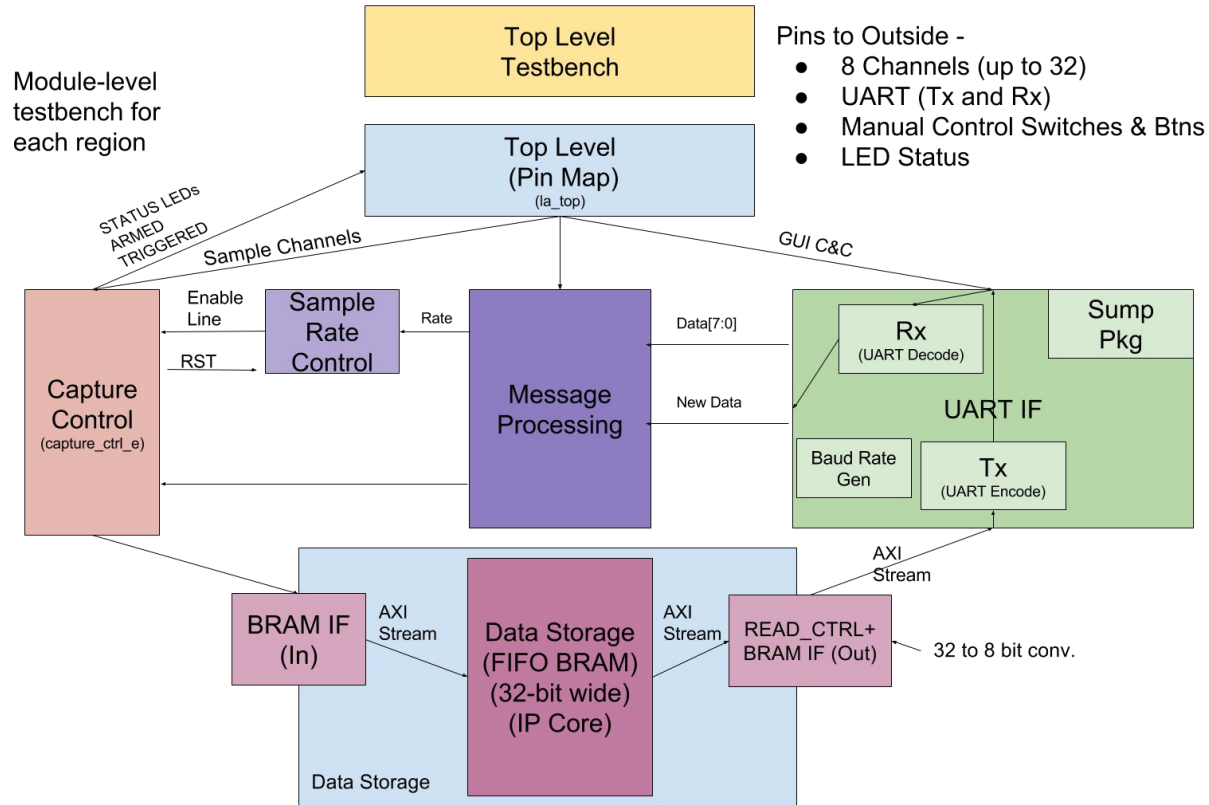 Top Level
Testbench
Pins to Outside -
● 8 Channels (up to 32)
● UART (Tx and Rx)
● Manual Control Switches & Btns
● LED Status
Module-level
testbench for
each region
Top Level
(Pin Map)
(la_top)
STATUS LEDs
ARMED
TRIGGERED
Sample Channels
GUI C&C
Capture
Control
(capture_ctrl_e)
Enable
Line
RST
Sample
Rate
Control
Rate
Message
Processing
Data[7:0]
New Data
Rx
(UART Decode)
Sump
Pkg
UART IF
Baud Rate
Gen
Tx
(UART Encode)
AXI
Stream
BRAM IF
(In)
AXI
Stream
Data Storage
(FIFO BRAM)
(32-bit wide)
(IP Core)
AXI
Stream
READ_CTRL+
BRAM IF (Out)
32 to 8 bit conv.
Data Storage